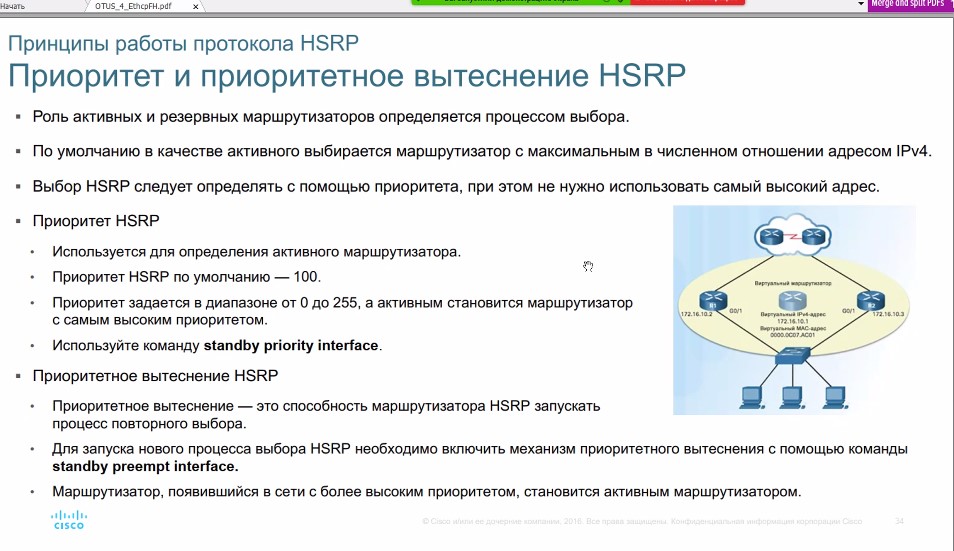 Начать
OTUS_4_EthcpFH.pdf
×
Merge and split PDFs
Принципы работы протокола HSRP
Приоритет и приоритетное вытеснение HSRP
▪ Роль активных и резервных маршрутизаторов определяется процессом выбора.
▪ По умолчанию в качестве активного выбирается маршрутизатор с максимальным в численном отношении адресом IPv4.
▪ Выбор HSRP следует определять с помощью приоритета, при этом не нужно использовать самый высокий адрес.
▪ Приоритет HSRP
• Используется для определения активного маршрутизатора.
• Приоритет HSRP по умолчанию — 100.
• Приоритет задается в диапазоне от 0 до 255, а активным становится маршрутизатор
с самым высоким приоритетом.
• Используйте команду standby priority interface.
▪ Приоритетное вытеснение HSRP
• Приоритетное вытеснение — это способность маршрутизатора HSRP запускать
процесс повторного выбора.
• Для запуска нового процесса выбора HSRP необходимо включить механизм приоритетного вытеснения с помощью команды
standby preempt interface.
• Маршрутизатор, появившийся в сети с более высоким приоритетом, становится активным маршрутизатором.
Виртуальный маршрутизатор
R1
R2
G0/1
G0/1
172.16.10.2
172.16.10.3
Виртуальный IPv4-адрес
172.16.10.1
Виртуальный MAC-адрес
0000.0C07.AC01
CISCO
© Cisco и/или ее дочерние компании, 2016. Все права защищены. Конфиденциальная информация корпорации Cisco
34